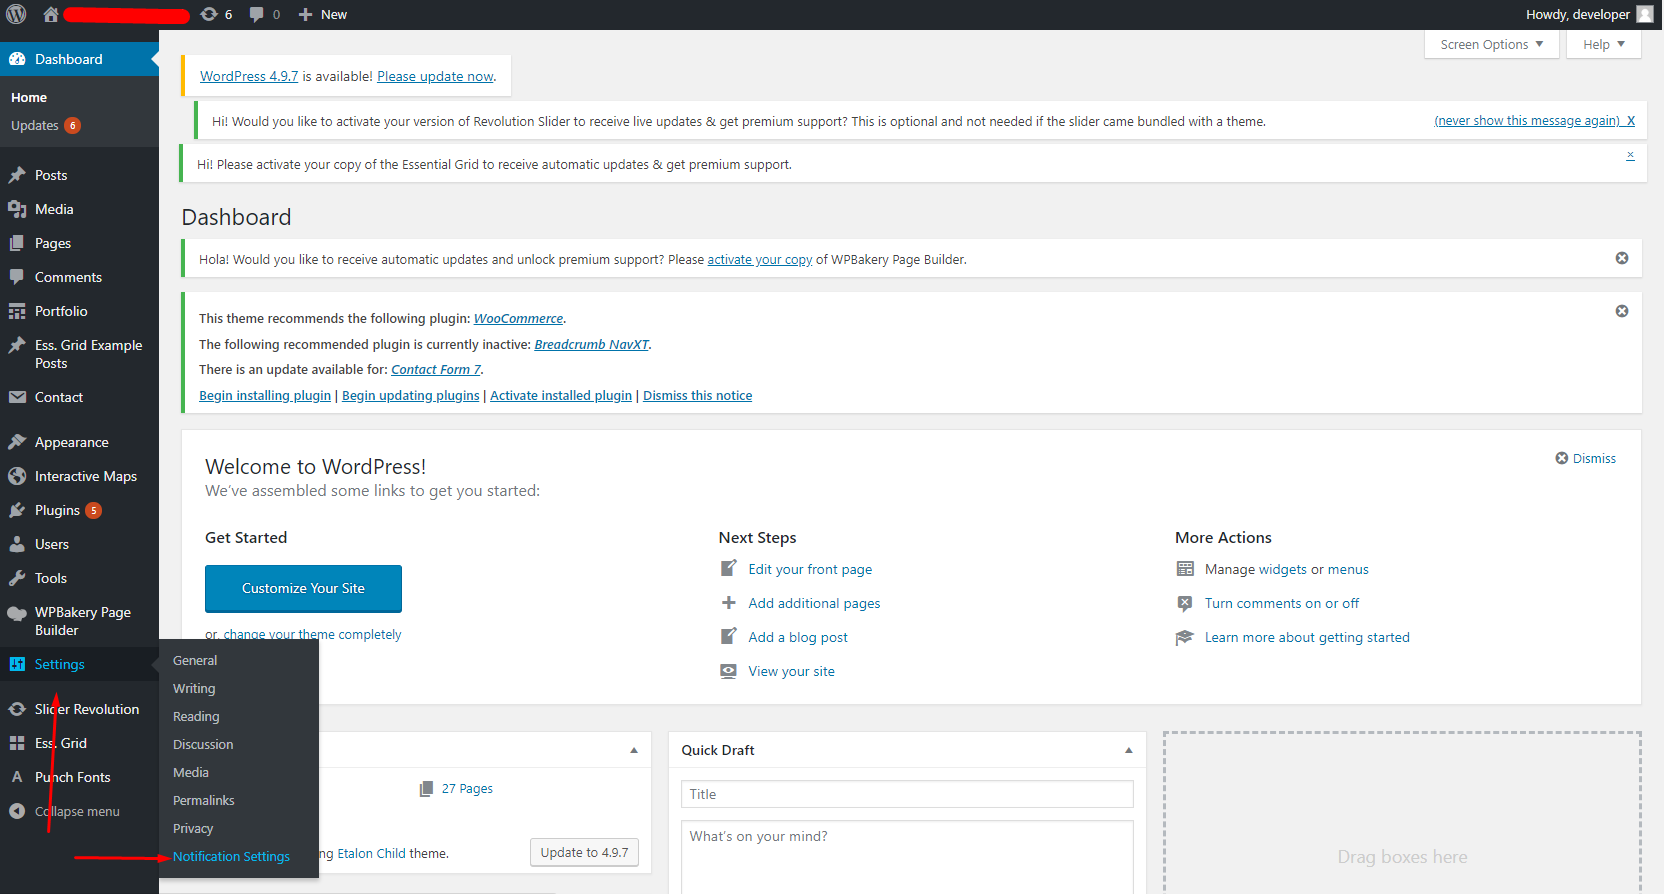 6
0
New
Howdy, developer
Dashboard
Home
Updates 6
Posts
Media
Pages
Comments
Portfolio
Ess. Grid Example
Posts
Contact
Appearance
Interactive Maps
Plugins 5
Users
Tools
WPBakery Page
Builder
Settings
Slider Revolution
Ess. Grid
Punch Fonts
Collapse menu
General
Writing
Reading
Discussion
Media
Permalinks
Privacy
Notification Settings
Screen Options
Help
WordPress 4.9.7 is available! Please update now.
Hi! Would you like to activate your version of Revolution Slider to receive live updates & get premium support? This is optional and not needed if the slider came bundled with a theme.
(never show this message again) X
Hi! Please activate your copy of the Essential Grid to receive automatic updates & get premium support.
×
Dashboard
Hola! Would you like to receive automatic updates and unlock premium support? Please activate your copy of WPBakery Page Builder.
This theme recommends the following plugin: WooCommerce.
The following recommended plugin is currently inactive: Breadcrumb NavXT.
There is an update available for: Contact Form 7.
Begin installing plugin | Begin updating plugins | Activate installed plugin | Dismiss this notice
Welcome to WordPress!
Dismiss
We've assembled some links to get you started:
Get Started
Customize Your Site
or, change your theme completely
Next Steps
Edit your front page
Add additional pages
Add a blog post
View your site
More Actions
Manage widgets or menus
Turn comments on or off
Learn more about getting started
27 Pages
ng Etalon Child theme.
Update to 4.9.7
Quick Draft
Title
What's on your mind?
Drag boxes here